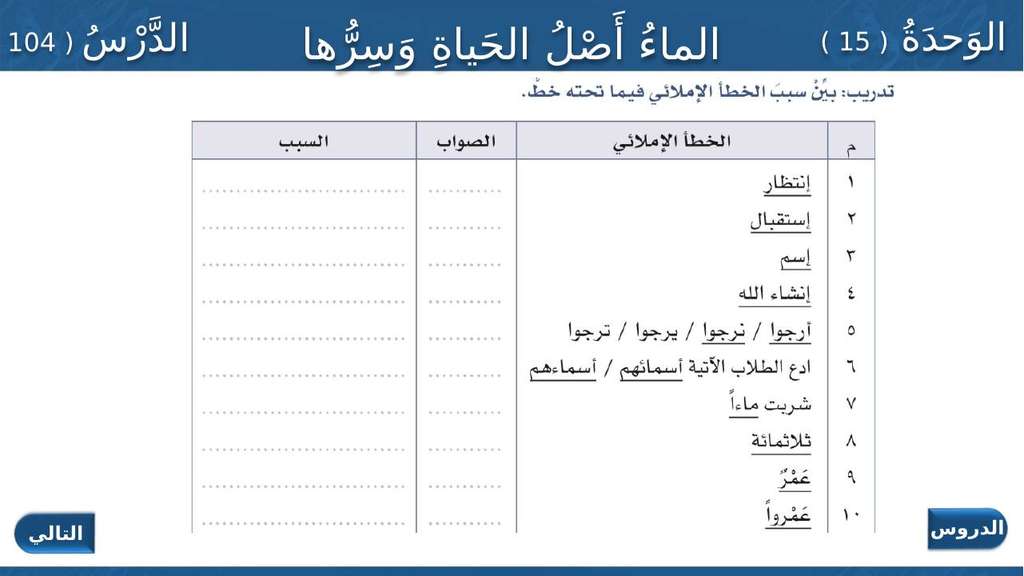 الوَحدَةُ ( 15 ) الماءُ أَصْلُ الحَياةِ وَسِرُّها الدَّرْسُ ( 104
تدريب: بيِّنْ سببَ الخطأ الإملائي فيما تحته خطٌ.
م الخطأ الإملائي الصواب السبب
١ إنتظار
٢ إستقبال
٣ إسم
٤ إنشاء الله
٥ أرجوا / نرجوا / يرجوا / ترجوا
٦ ادع الطلاب الآتية أسمائهم / أسماءهم
٧ شربت ماءاً
٨ ثلاثمائة
٩ عَمْرٌ
١٠ عَمْرواً
الدروس
التالي